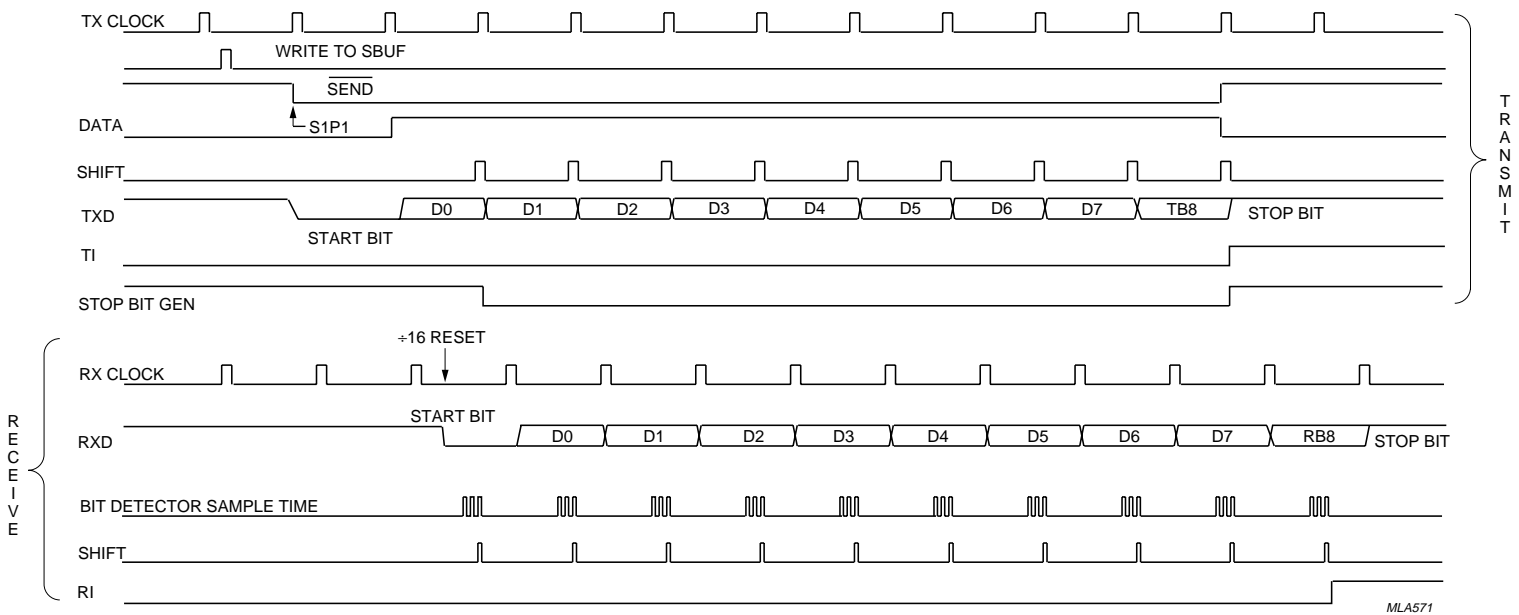 TX CLOCK
WRITE TO SBUF
SEND
S1P1
DATA
SHIFT
TXD
START BIT
D0 D1 D2 D3 D4 D5 D6 D7 TB8
STOP BIT
TI
STOP BIT GEN
TRANSMIT
÷16 RESET
RX CLOCK
START BIT
RXD
D0 D1 D2 D3 D4 D5 D6 D7 RB8
STOP BIT
BIT DETECTOR SAMPLE TIME
SHIFT
RI
RECEIVE
MLA571